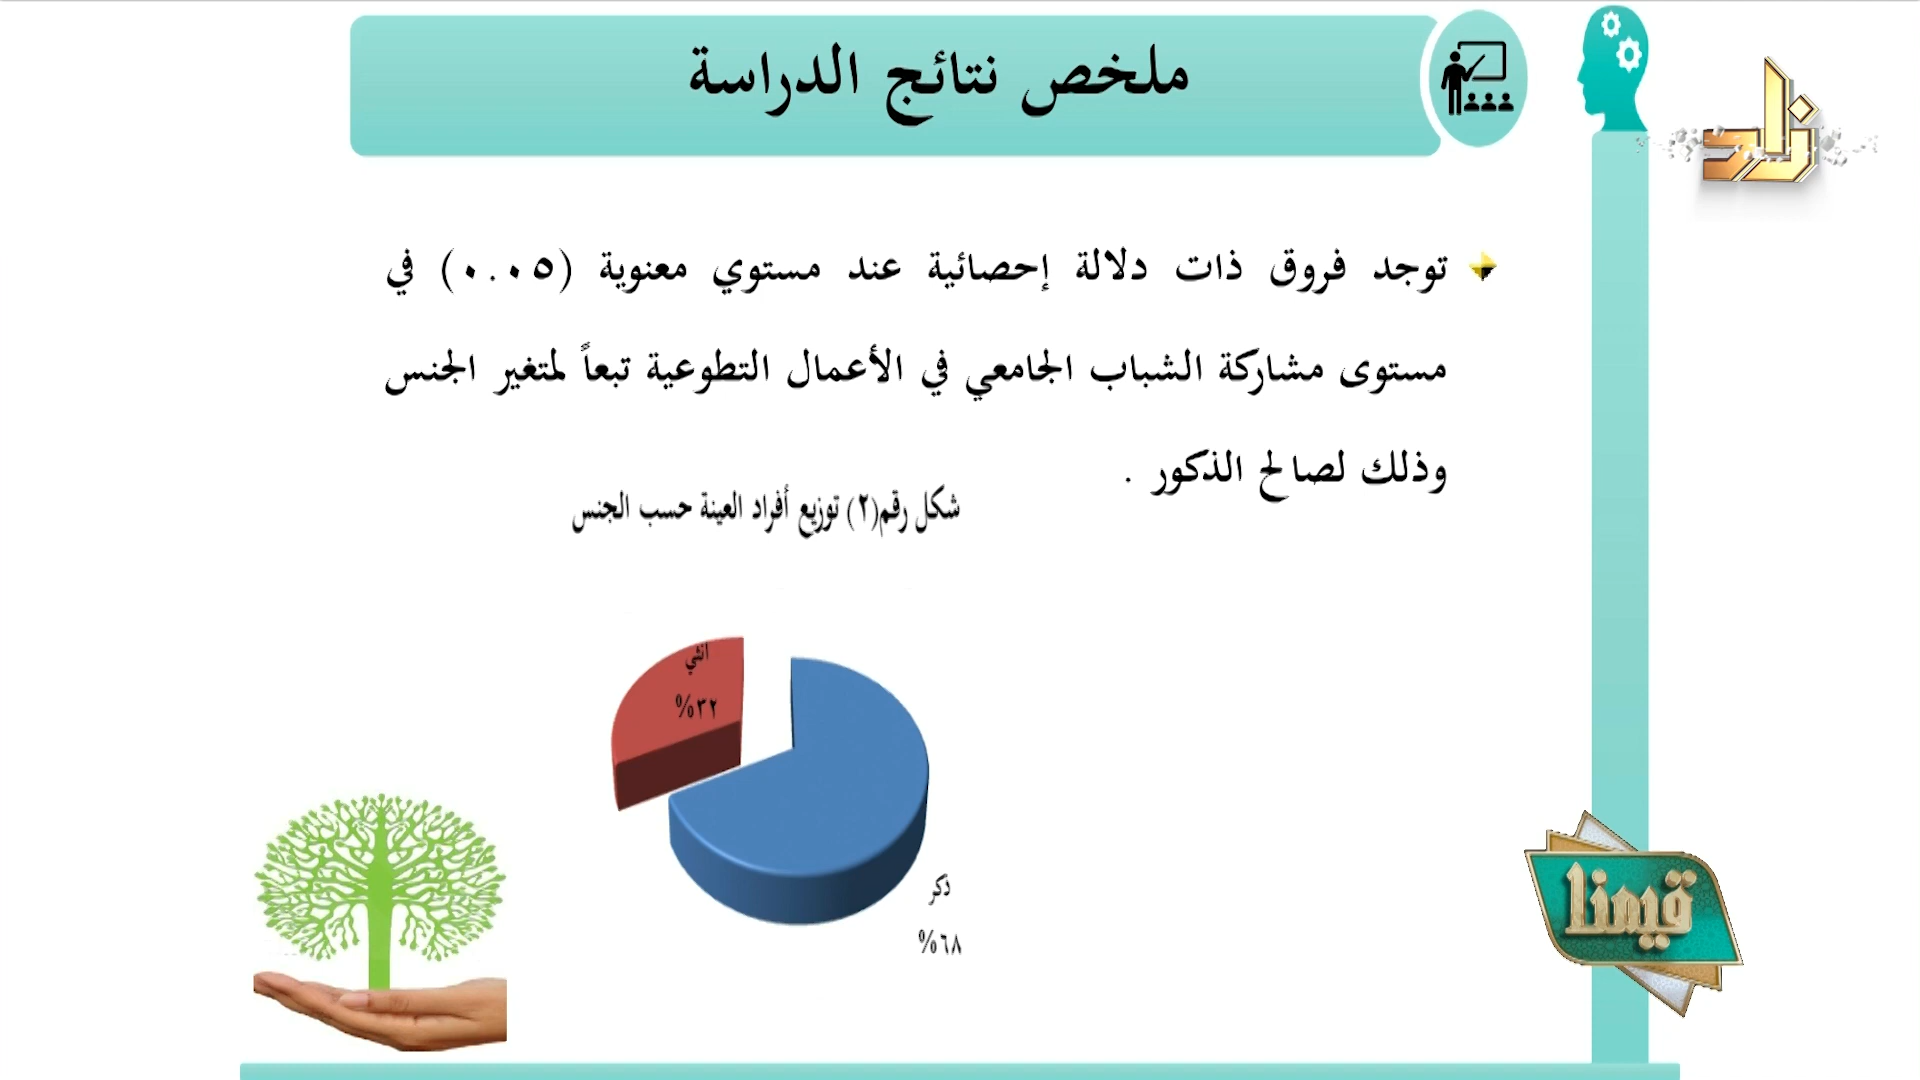 ملخص نتائج الدراسة
زاد
توجد فروق ذات دلالة إحصائية عند مستوي معنوية (٠.٠٥) في
مستوى مشاركة الشباب الجامعي في الأعمال التطوعية تبعاً لمتغير الجنس
وذلك لصالح الذكور .
شكل رقم(٢) توزيع أفراد العينة حسب الجنس
انثي
%٣٢
ذكر
%٦٨
قيمنا